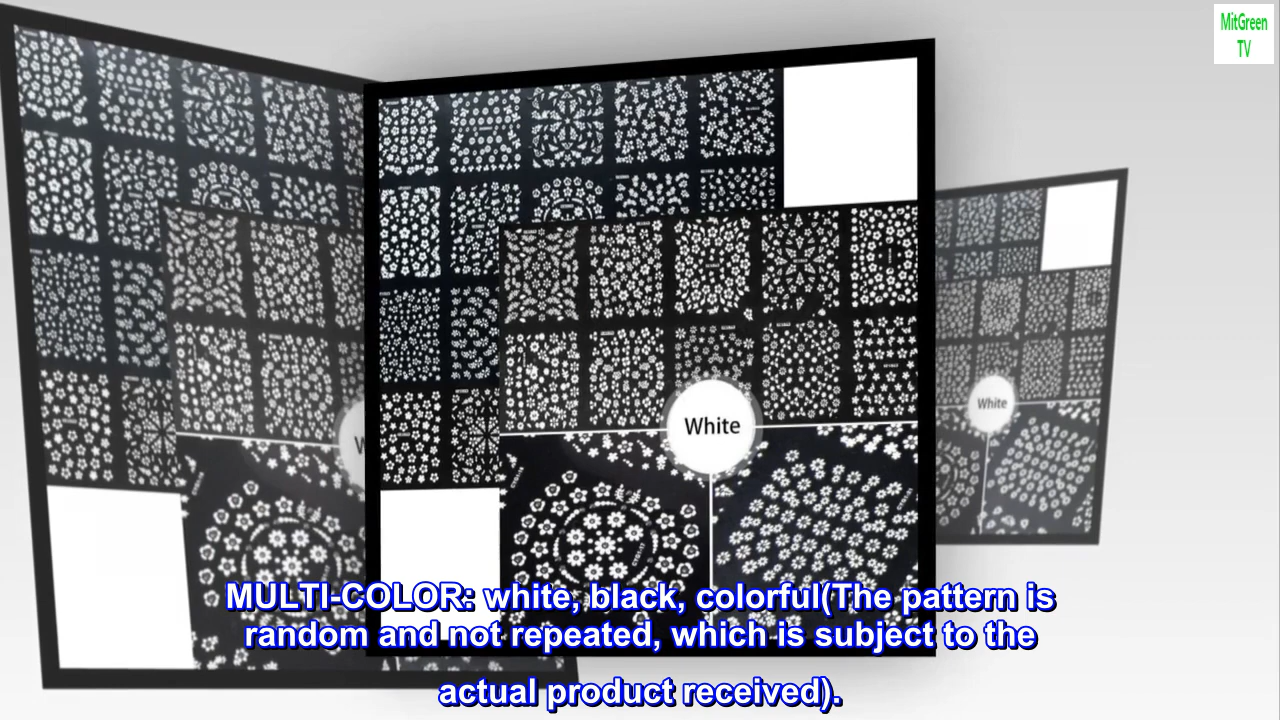 MitGreen
TV
White
White
MULTI-COLOR: white, black, colorful(The pattern is
random and not repeated, which is subject to the
actual product received).